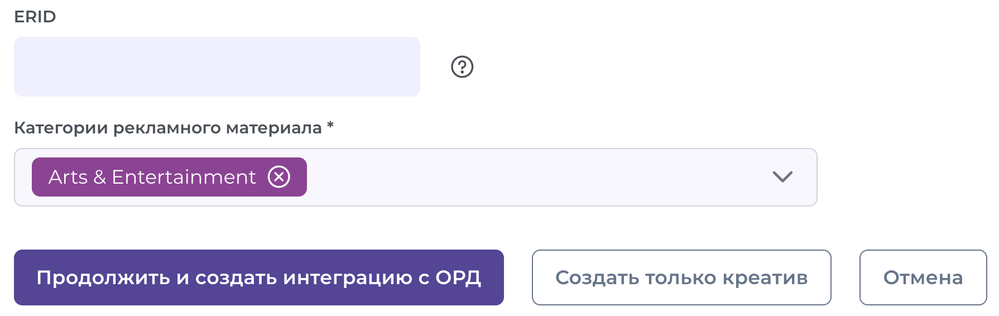 ERID
Категории рекламного материала *
Arts & Entertainment
Продолжить и создать интеграцию с ОРД
Создать только креатив
Отмена